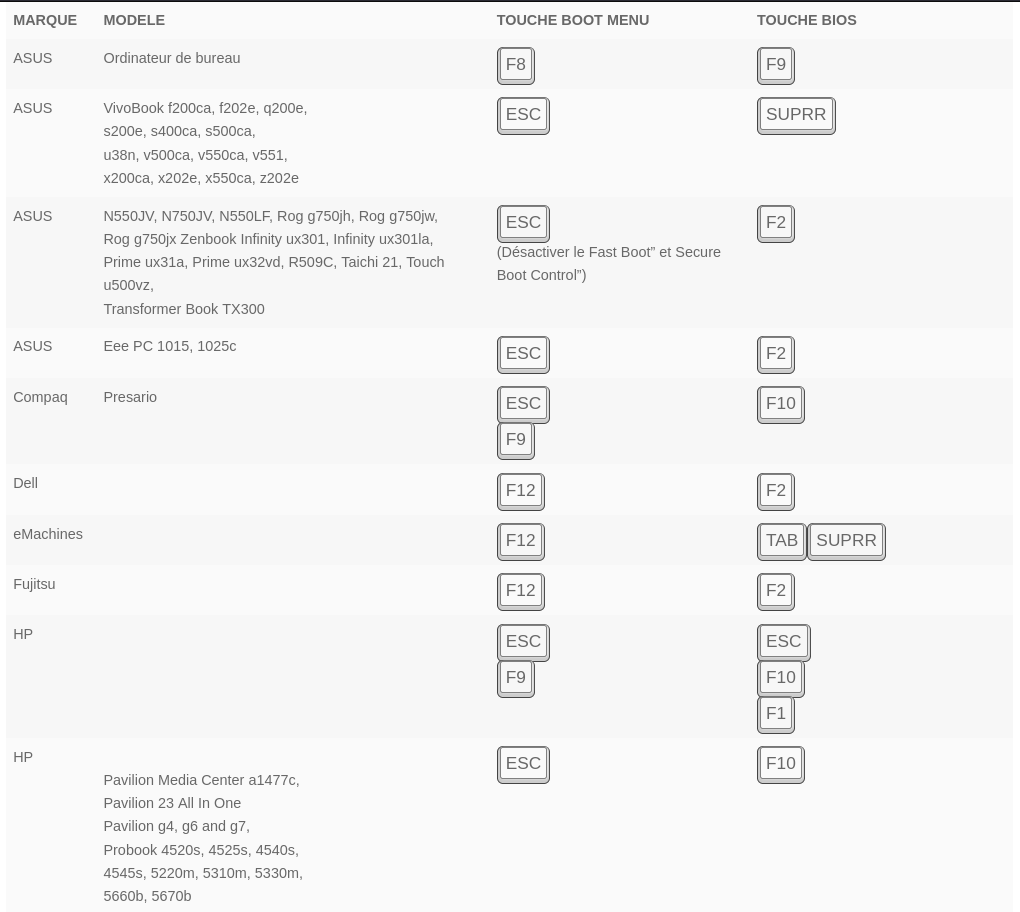 MARQUE MODELE TOUCHE BOOT MENU TOUCHE BIOS
ASUS Ordinateur de bureau F8 F9
ASUS VivoBook f200ca, f202e, q200e, ESC SUPRR
s200e, s400ca, s500ca,
u38n, v500ca, v550ca, v551,
x200ca, x202e, x550ca, z202e
ASUS N550JV, N750JV, N550LF, Rog g750jh, Rog g750jw, ESC F2
Rog g750jx Zenbook Infinity ux301, Infinity ux301la, (Désactiver le Fast Boot” et Secure
Prime ux31a, Prime ux32vd, R509C, Taichi 21, Touch Boot Control”)
u500vz,
Transformer Book TX300
ASUS Eee PC 1015, 1025c ESC F2
Compaq Presario ESC F10
F9
Dell F12 F2
eMachines F12 TAB SUPRR
Fujitsu F12 F2
HP ESC ESC
F9 F10
F1
HP ESC F10
Pavilion Media Center a1477c,
Pavilion 23 All In One
Pavilion g4, g6 and g7,
Probook 4520s, 4525s, 4540s,
4545s, 5220m, 5310m, 5330m,
5660b, 5670b